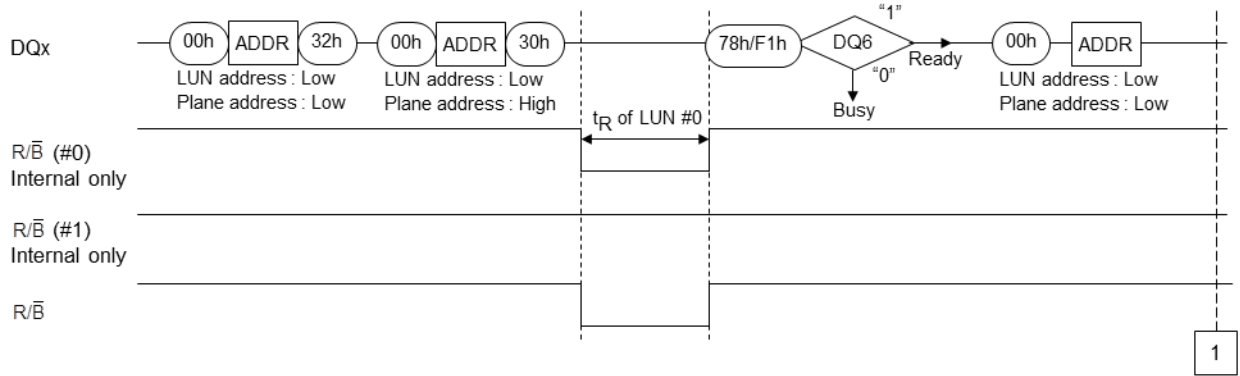 DQx
00h ADDR 32h 00h ADDR 30h 78h/F1h DQ6 "1" Ready "0" Busy 00h ADDR
LUN address : Low
Plane address : Low
LUN address : Low
Plane address : High
LUN address : Low
Plane address : Low
tR of LUN #0
R/B̅ (#0)
Internal only
R/B̅ (#1)
Internal only
R/B̅
1